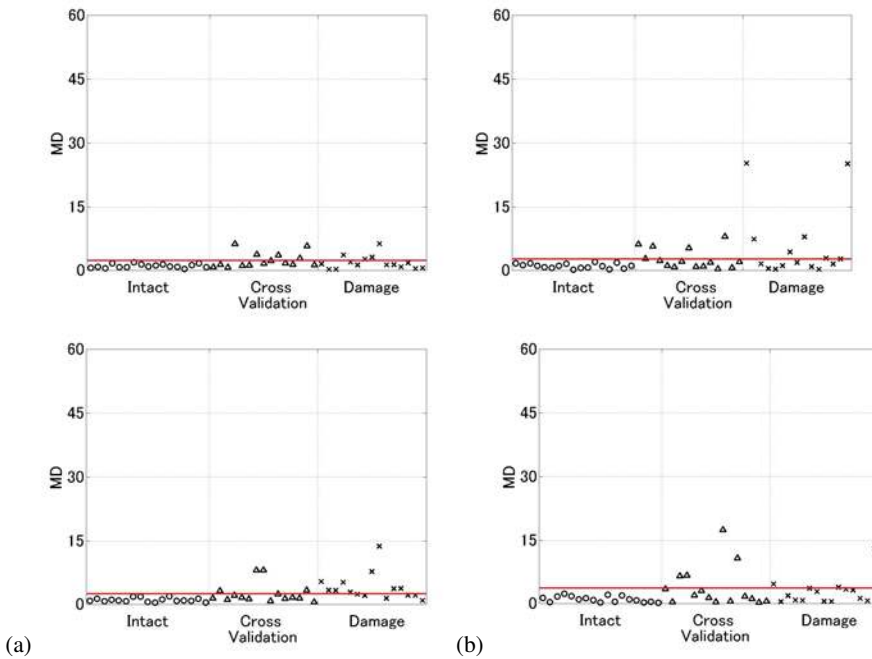 60
45
30
15
0
MD
Intact
Cross
Validation
Damage
60
45
30
15
0
MD
Intact
Cross
Validation
Damage
60
45
30
15
0
MD
Intact
Cross
Validation
Damage
(a)
60
45
30
15
0
MD
Intact
Cross
Validation
Damage
(b)